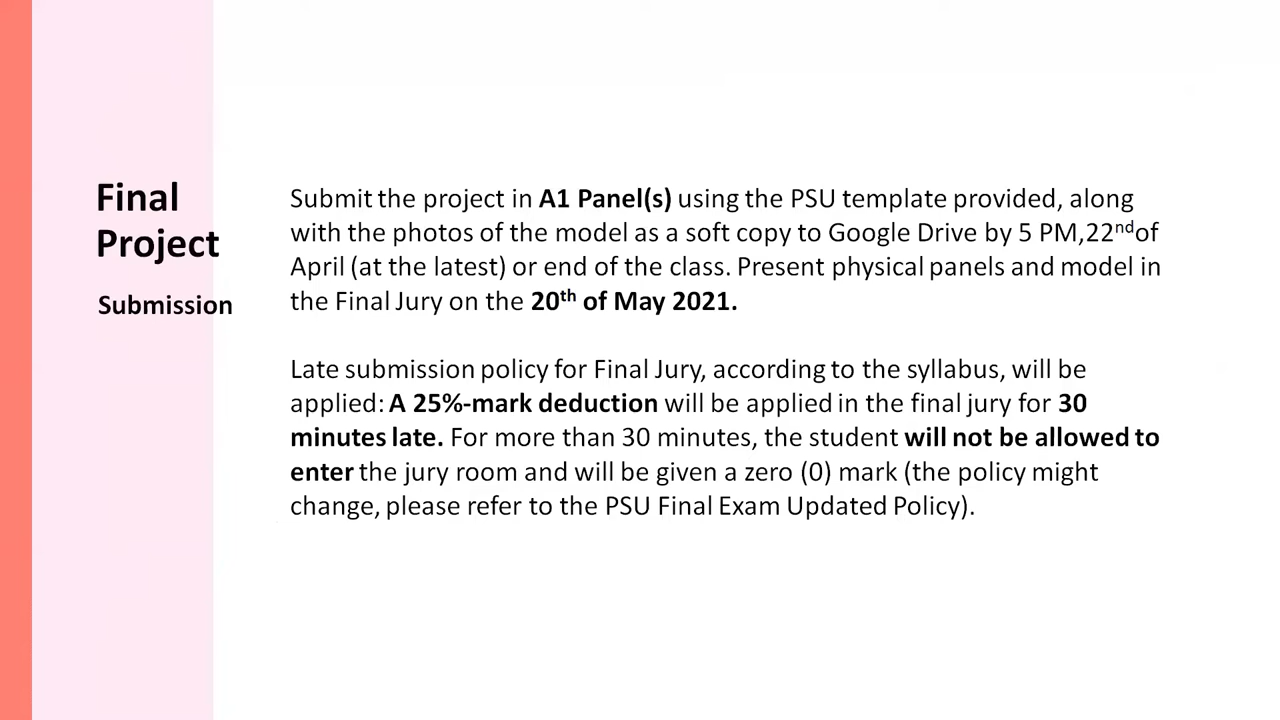 Final
Project
Submission
Submit the project in A1 Panel(s) using the PSU template provided, along
with the photos of the model as a soft copy to Google Drive by 5 PM,22ndof
April (at the latest) or end of the class. Present physical panels and model in
the Final Jury on the 20th of May 2021.
Late submission policy for Final Jury, according to the syllabus, will be
applied: A 25%-mark deduction will be applied in the final jury for 30
minutes late. For more than 30 minutes, the student will not be allowed to
enter the jury room and will be given a zero (0) mark (the policy might
change, please refer to the PSU Final Exam Updated Policy).